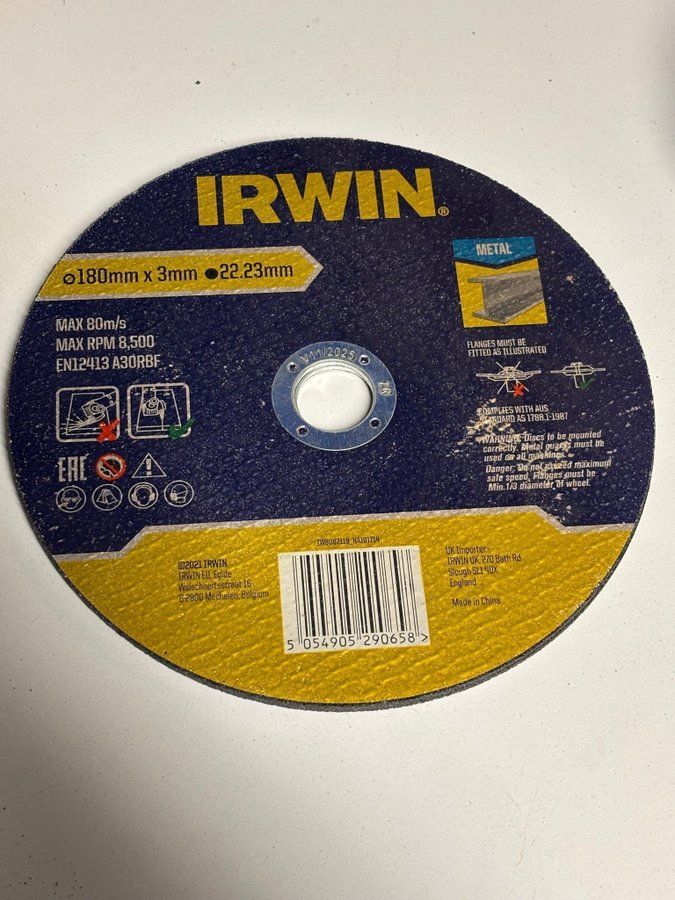 IRWIN®
METAL
⌀180mm x 3mm ●22.23mm
MAX 80m/s
MAX RPM 8,500
EN12413 A30RBF
FLANGES MUST BE
FITTED AS ILLUSTRATED
V11/2025
COMPLIES WITH AUS
STANDARD AS 1788.1-1987
WARNING: Discs to be mounted
correctly. Metal guards must be
used on all machines.
Danger: Do not exceed maximum
safe speed. Flanges must be
Min.1/3 diameter of wheel.
EAC
©2021 IRWIN
IRWIN EU, Egide
Walschaertsstraat 16
B 2800 Mechelen, Belgium
5 054905 290658 >
UK Importer -
IRWIN UK, 270 Bath Rd
Slough SL1 4DX,
England
Made in China